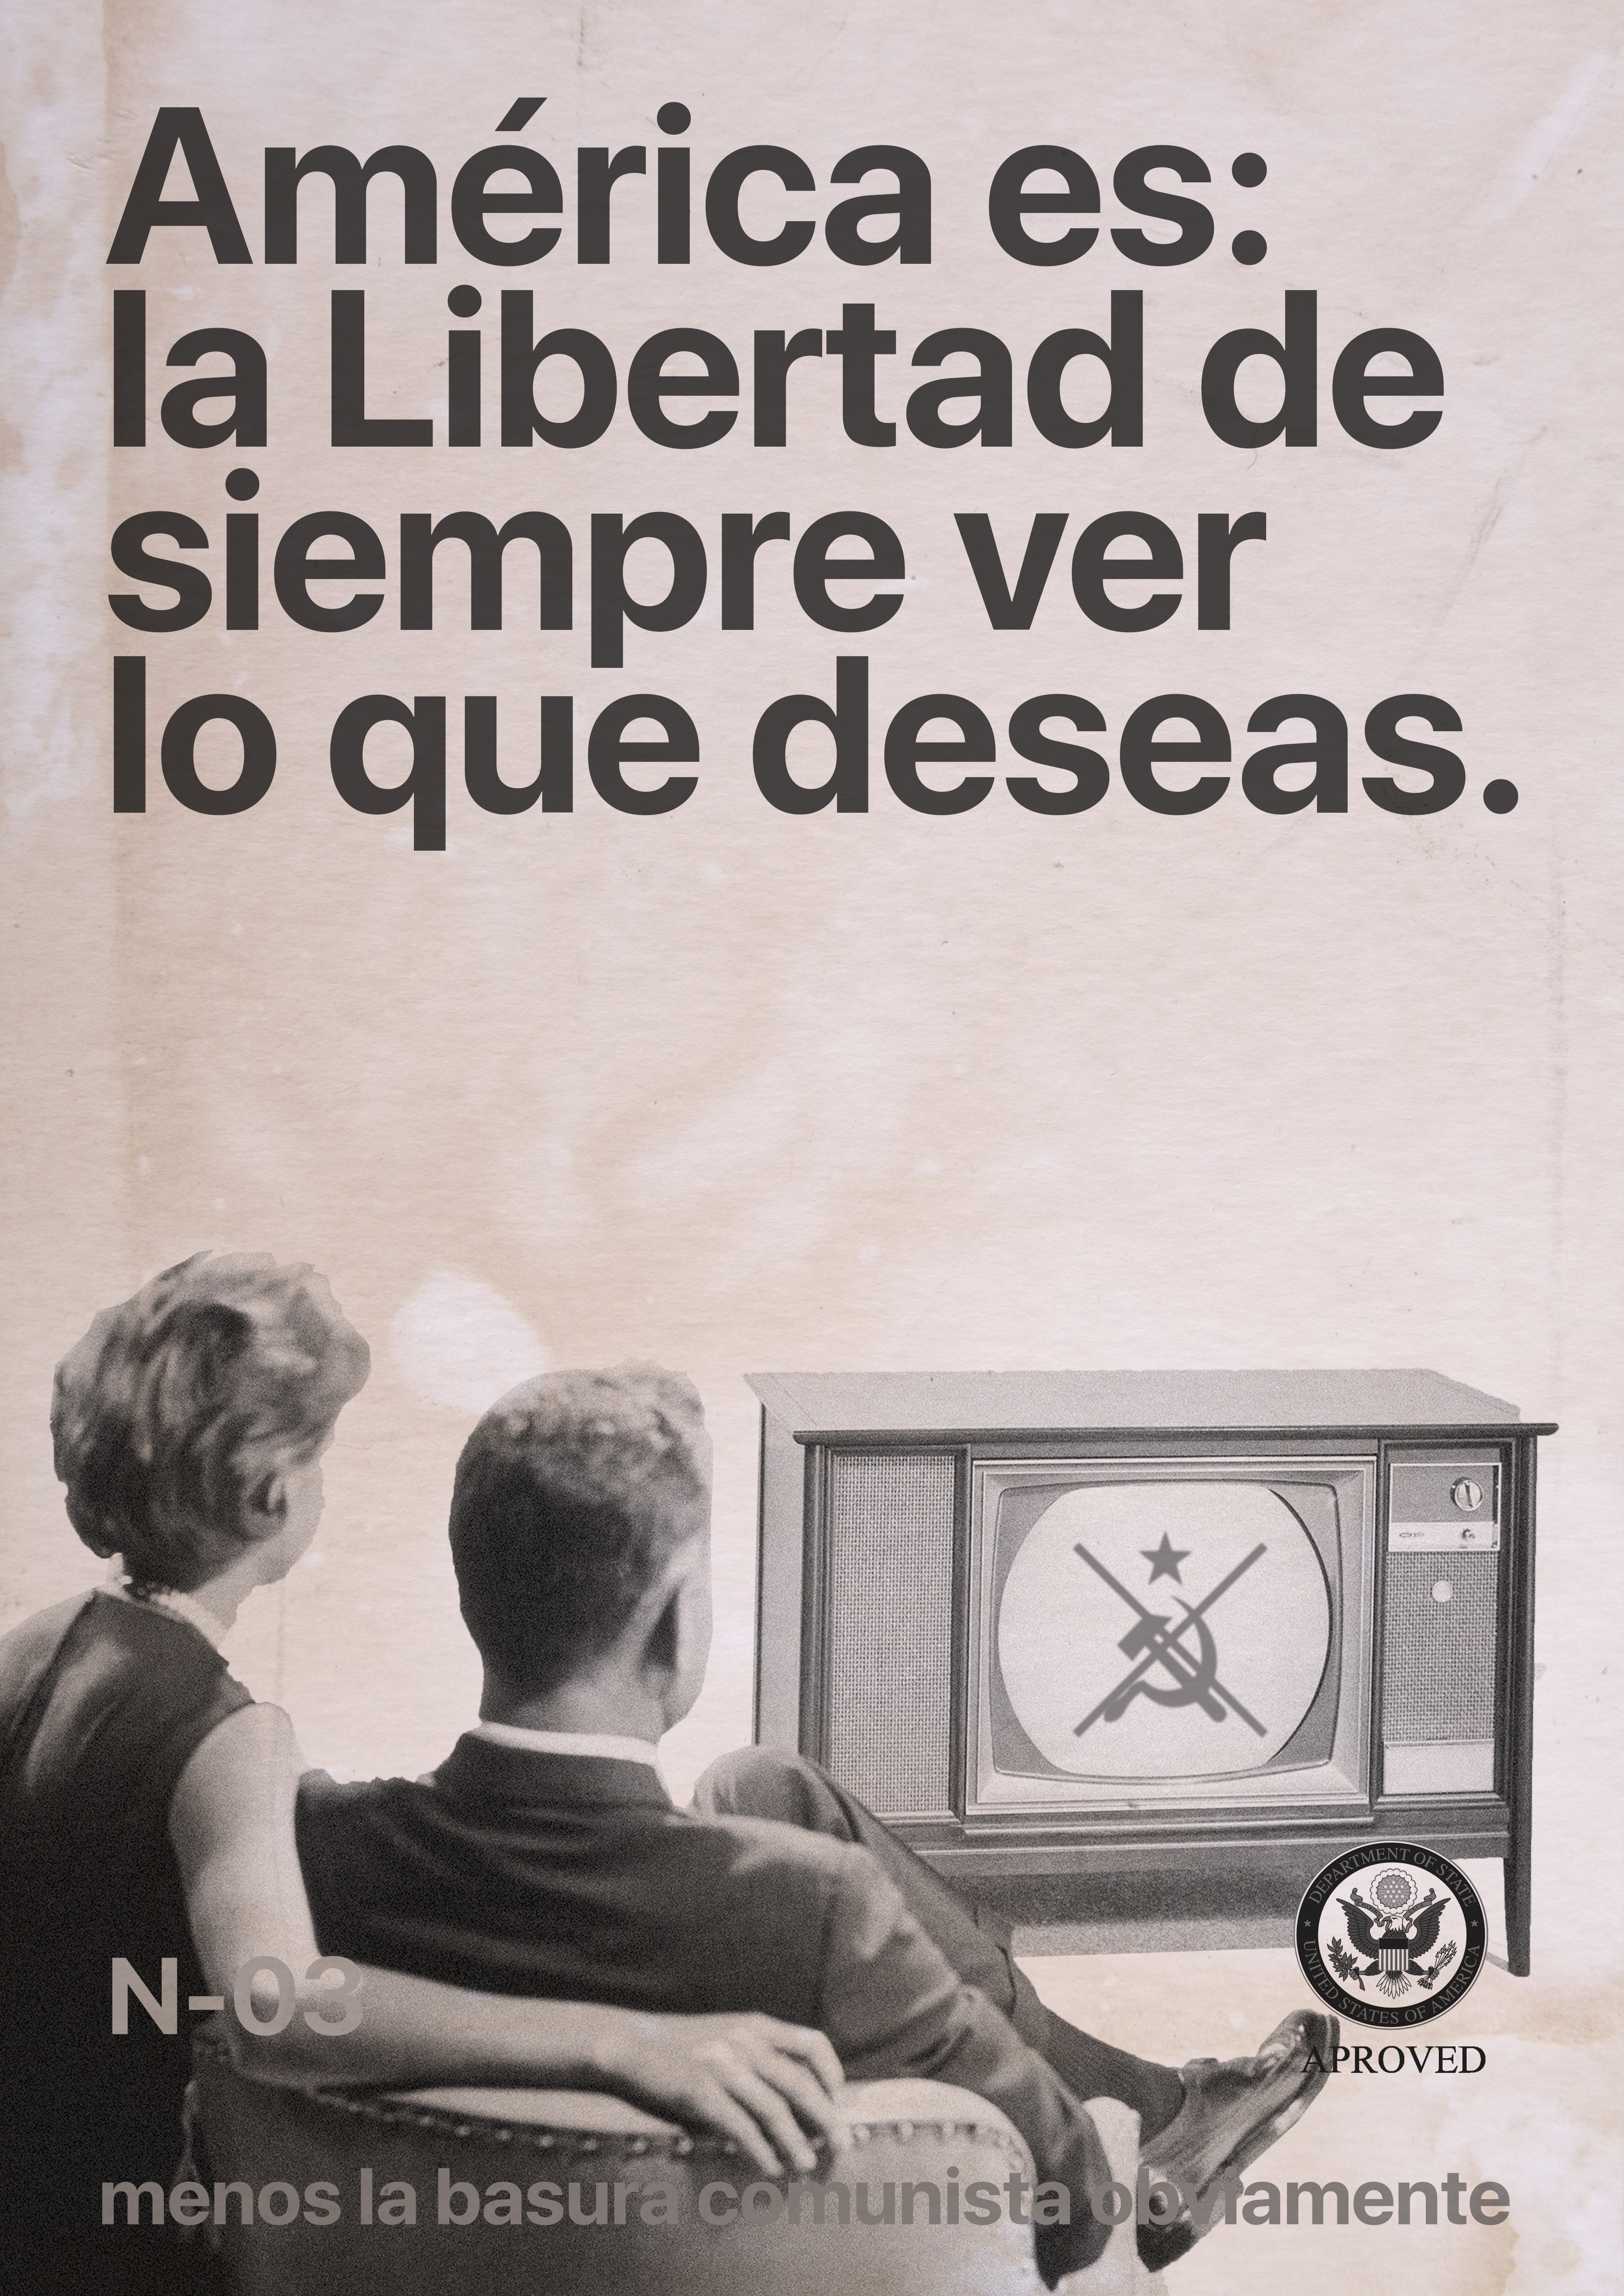 América es:
la Libertad de
siempre ver
lo que deseas.
DEPARTMENT OF STATE
UNITED STATES OF AMERICA
APROVED
N-03
menos la basura comunista obviamente